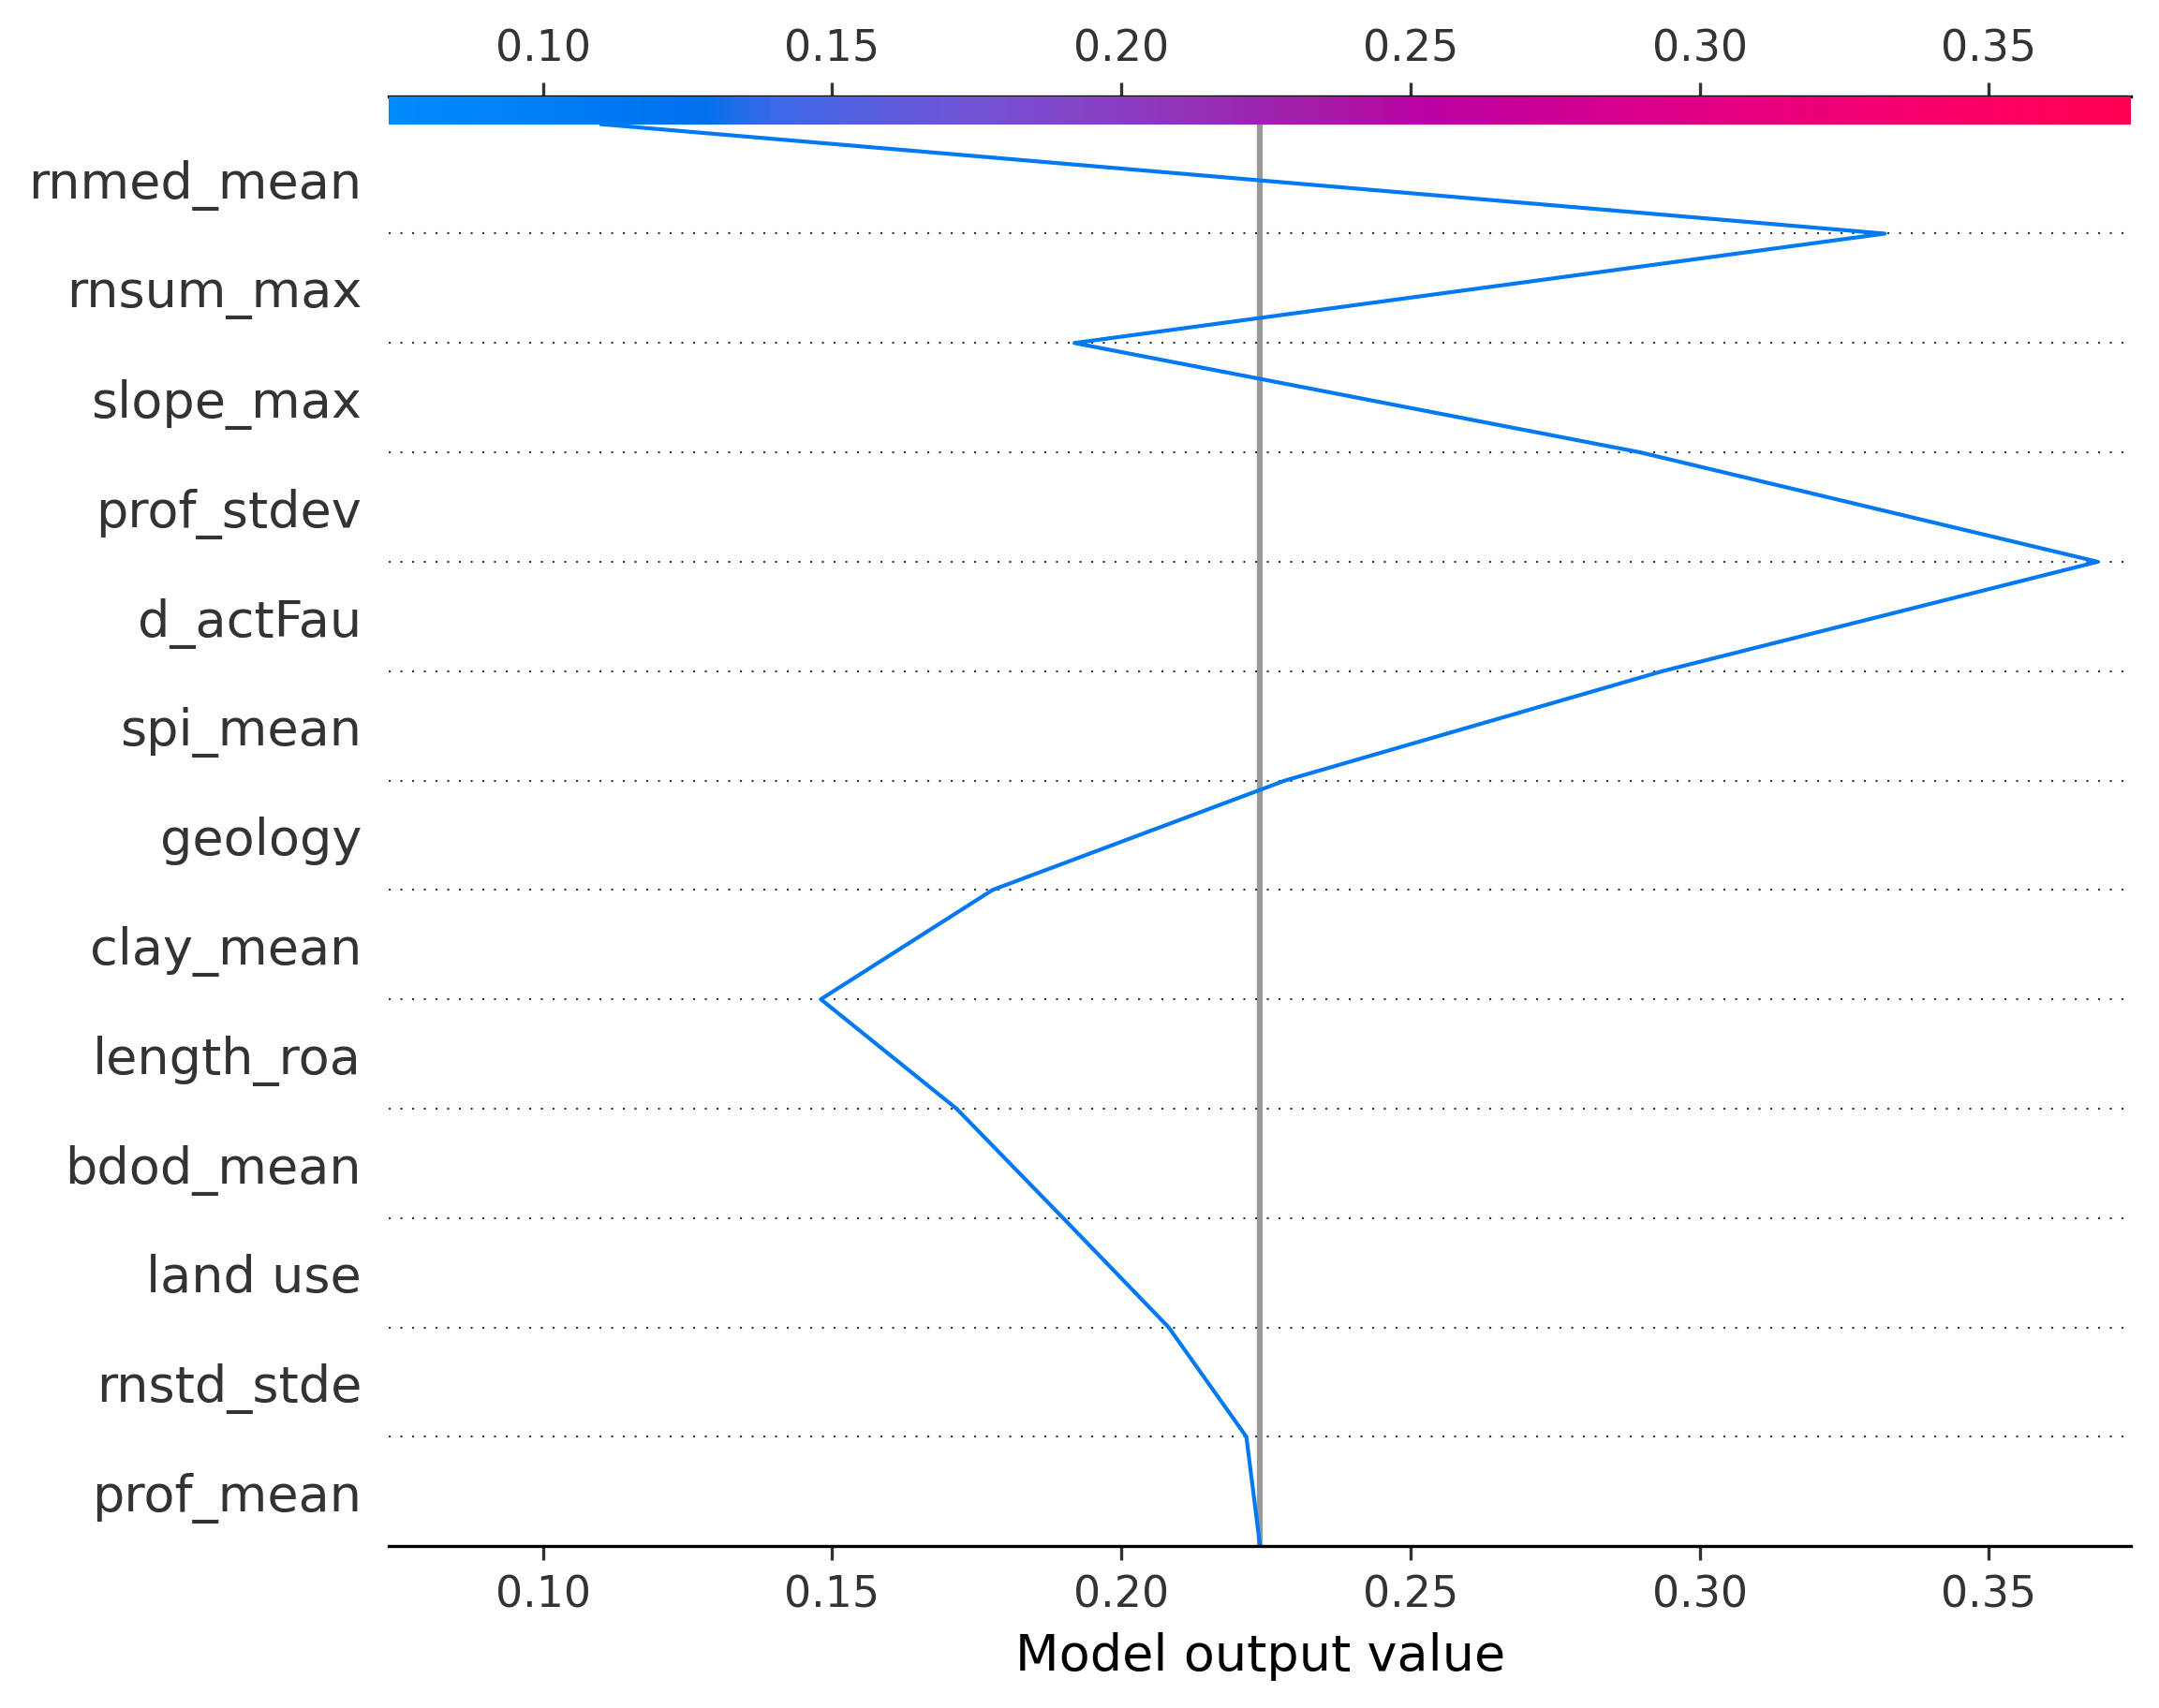 0.10 0.15 0.20 0.25 0.30 0.35
rnmed_mean
rnsum_max
slope_max
prof_stdev
d_actFau
spi_mean
geology
clay_mean
length_roa
bdod_mean
land use
rnstd_stde
prof_mean
0.10 0.15 0.20 0.25 0.30 0.35
Model output value